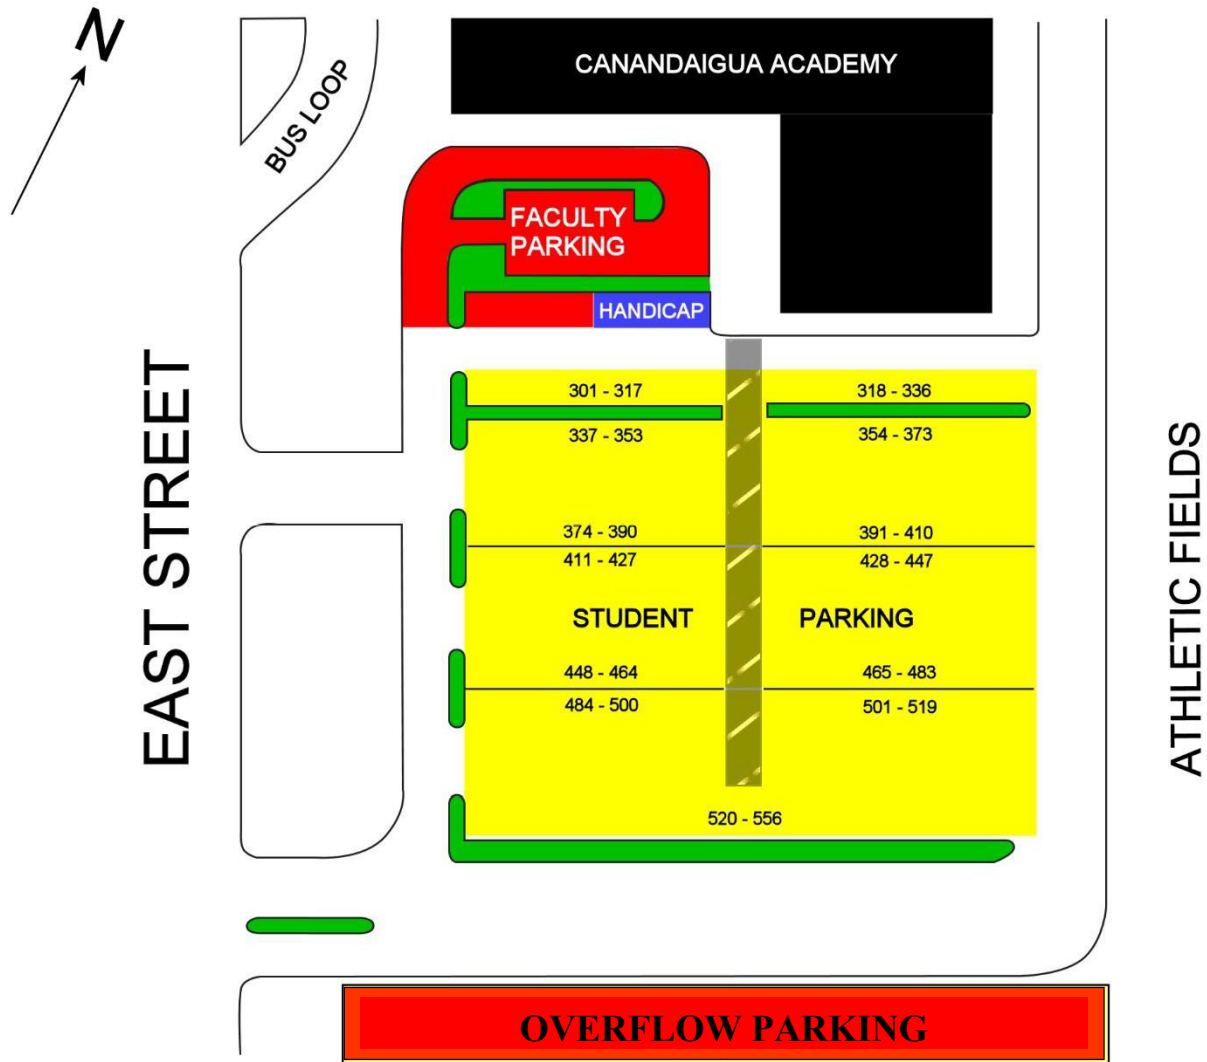 N
CANANDAIGUA ACADEMY
BUS LOOP
FACULTY
PARKING
HANDICAP
EAST STREET
301 - 317
318 - 336
337 - 353
354 - 373
374 - 390
391 - 410
411 - 427
428 - 447
STUDENT PARKING
448 - 464
465 - 483
484 - 500
501 - 519
520 - 556
ATHLETIC FIELDS
OVERFLOW PARKING